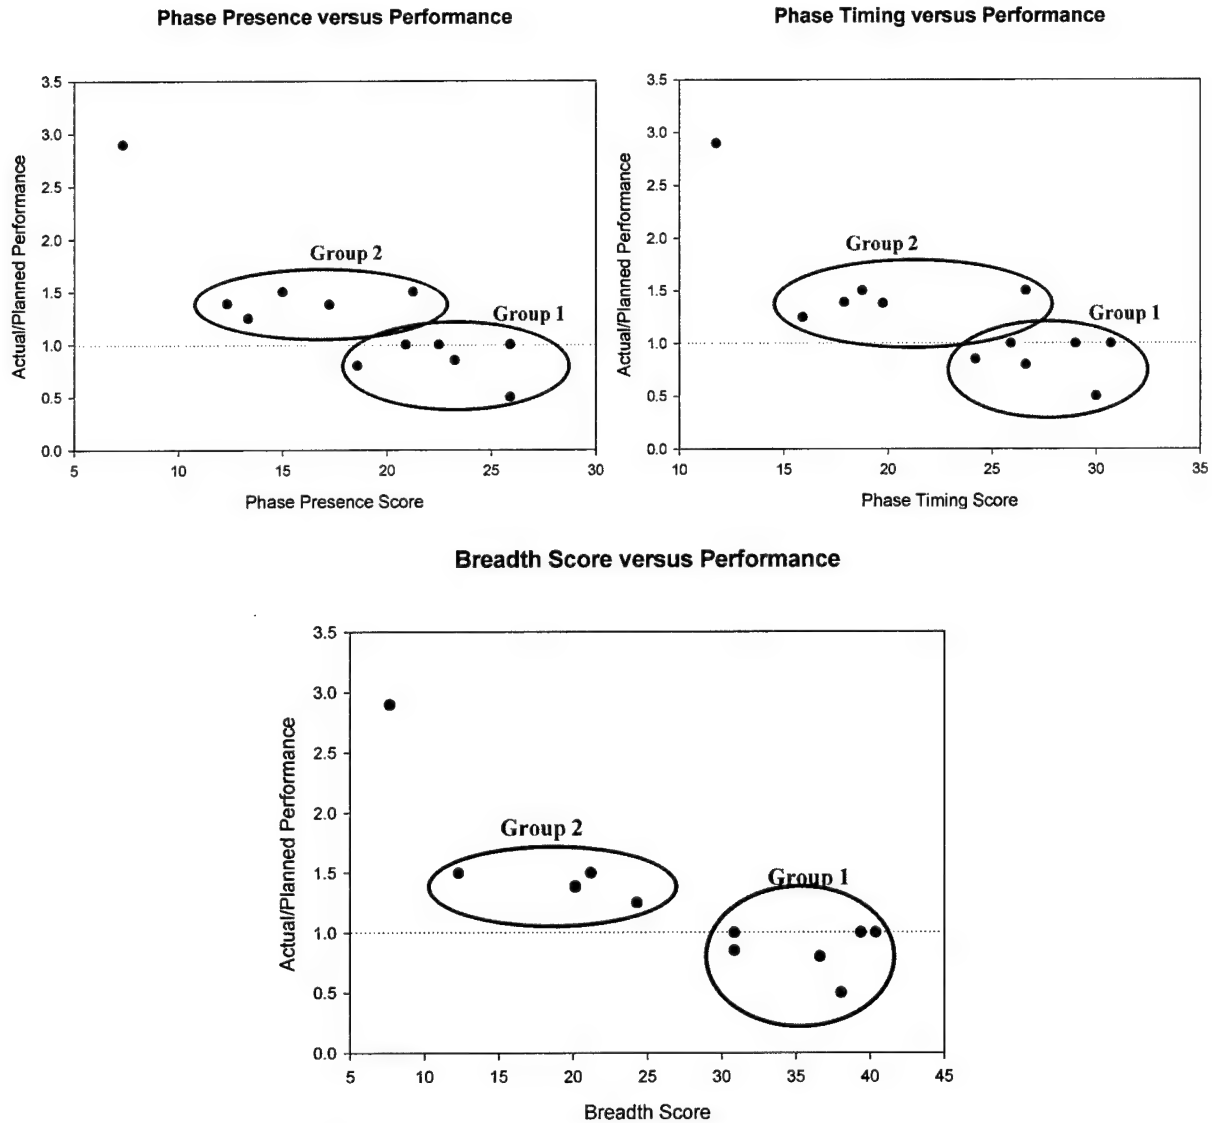 Phase Presence versus Performance
3.5
3.0
2.5
2.0
1.5
1.0
0.5
0.0
Actual/Planned Performance
Group 2
Group 1
5 10 15 20 25 30
Phase Presence Score
Phase Timing versus Performance
3.5
3.0
2.5
2.0
1.5
1.0
0.5
0.0
Actual/Planned Performance
Group 2
Group 1
10 15 20 25 30 35
Phase Timing Score
Breadth Score versus Performance
3.5
3.0
2.5
2.0
1.5
1.0
0.5
0.0
Actual/Planned Performance
Group 2
Group 1
5 10 15 20 25 30 35 40 45
Breadth Score